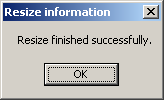 Resize information
Resize finished successfully.
OK